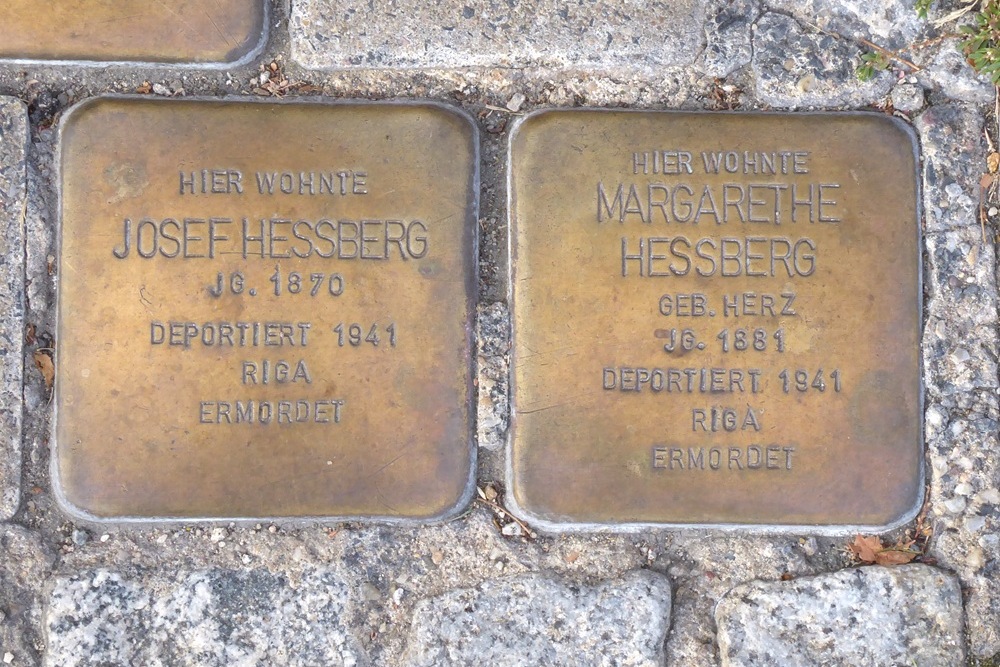 HIER WOHNTE
JOSEF HESSBERG
JG. 1870
DEPORTIERT 1941
RIGA
ERMORDET
HIER WOHNTE
MARGARETHE
HESSBERG
GEB. HERZ
JG. 1881
DEPORTIERT 1941
RIGA
ERMORDET